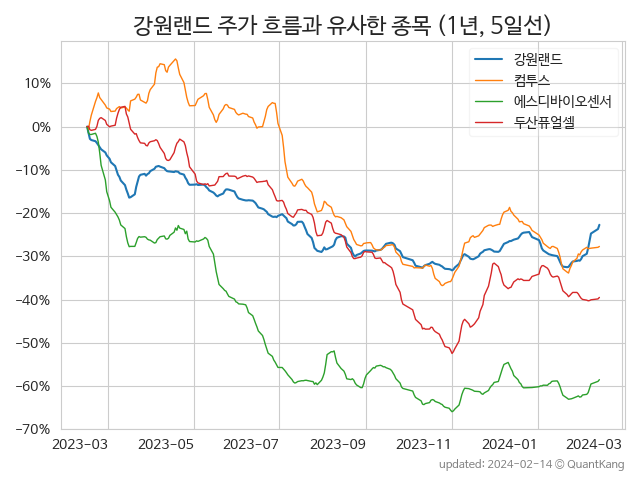 강원랜드 주가 흐름과 유사한 종목 (1년, 5일선)
강원랜드
컴투스
에스디바이오센서
두산퓨얼셀
10%
0%
−10%
−20%
−30%
−40%
−50%
−60%
−70%
2023−03 2023−05 2023−07 2023−09 2023−11 2024−01 2024−03
updated: 2024−02−14 © QuantKang